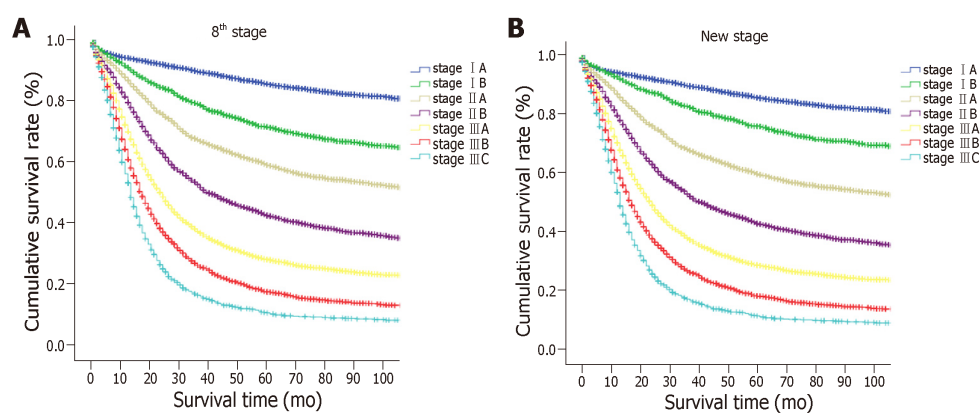 A
8th stage
1.0
0.8
0.6
0.4
0.2
0.0
Cumulative survival rate (%)
0 10 20 30 40 50 60 70 80 90 100
Survival time (mo)
stage ⅠA
stage ⅠB
stage ⅡA
stage ⅡB
stage ⅢA
stage ⅢB
stage ⅢC
B
New stage
1.0
0.8
0.6
0.4
0.2
0.0
Cumulative survival rate (%)
0 10 20 30 40 50 60 70 80 90 100
Survival time (mo)
stage ⅠA
stage ⅠB
stage ⅡA
stage ⅡB
stage ⅢA
stage ⅢB
stage ⅢC